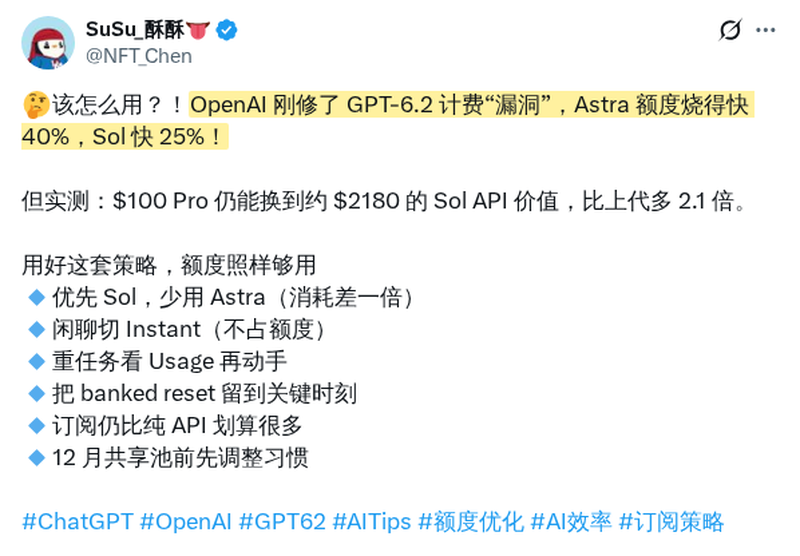 SuSu_酥酥👅
@NFT_Chen
🤔该怎么用？！OpenAI 刚修了 GPT-6.2 计费“漏洞”，Astra 额度烧得快
40%，Sol 快 25%！
但实测：$100 Pro 仍能换到约 $2180 的 Sol API 价值，比上代多 2.1 倍。
用好这套策略，额度照样够用
🔹优先 Sol，少用 Astra（消耗差一倍）
🔹闲聊切 Instant（不占额度）
🔹重任务看 Usage 再动手
🔹把 banked reset 留到关键时刻
🔹订阅仍比纯 API 划算很多
🔹12 月共享池前先调整习惯
#ChatGPT #OpenAI #GPT62 #AITips #额度优化 #AI效率 #订阅策略